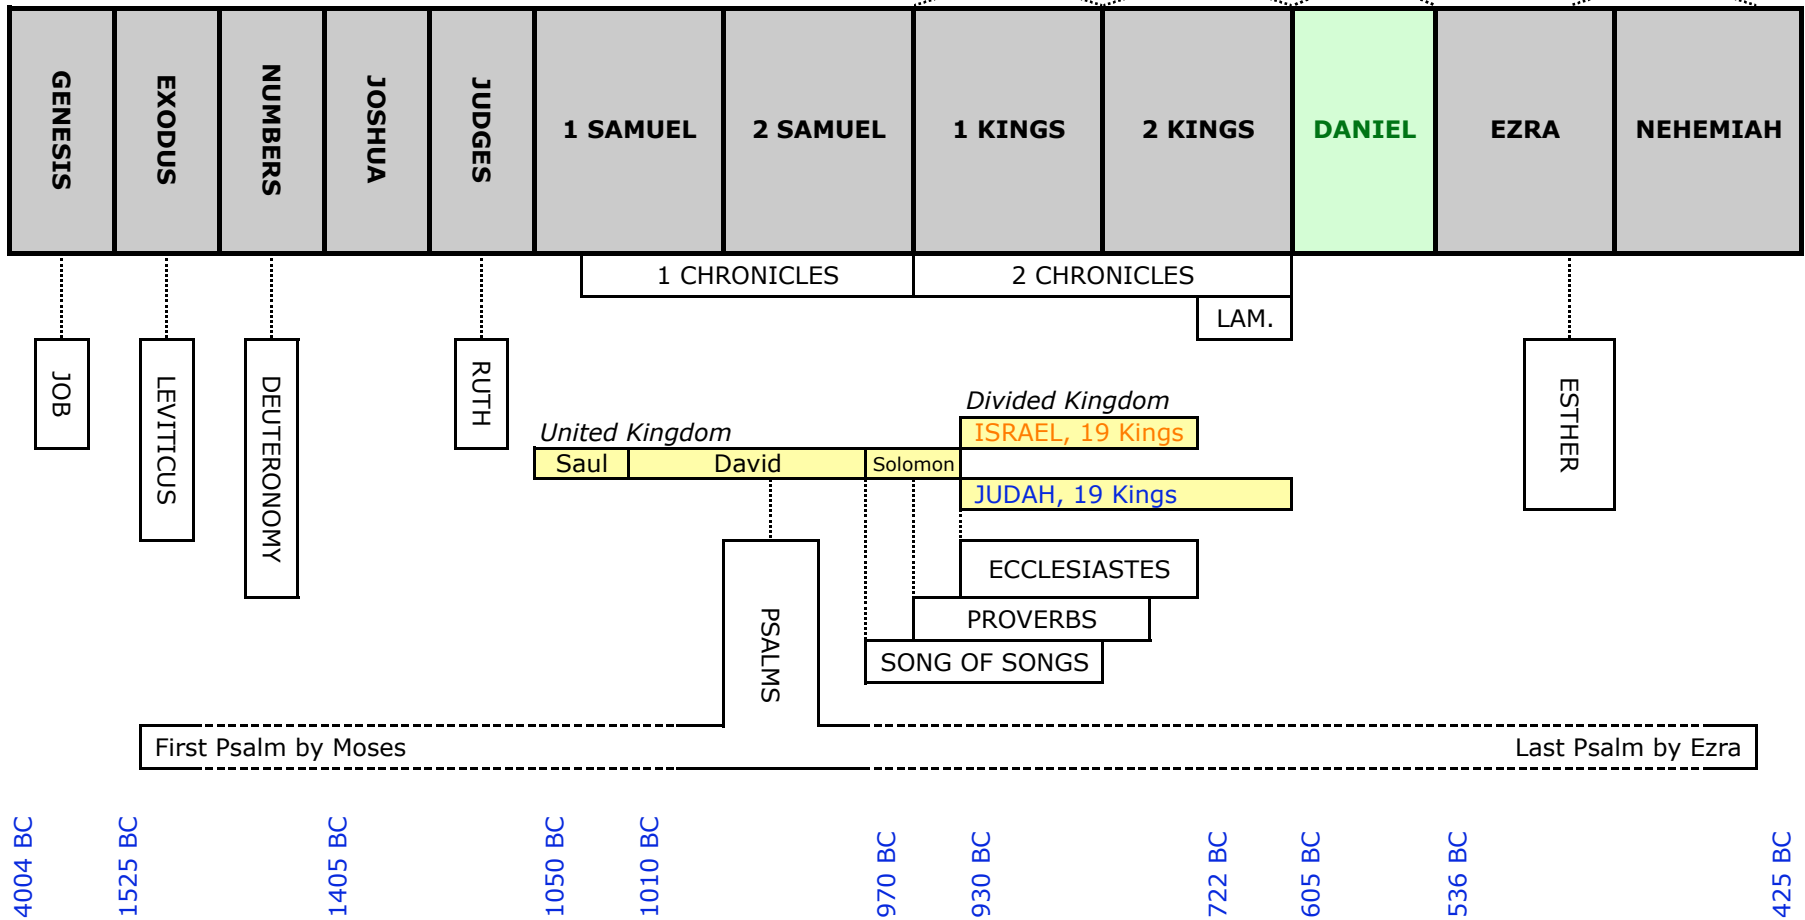 GENESIS
EXODUS
NUMBERS
JOSHUA
JUDGES
1 SAMUEL
2 SAMUEL
1 KINGS
2 KINGS
DANIEL
EZRA
NEHEMIAH
1 CHRONICLES
2 CHRONICLES
LAM.
JOB
LEVITICUS
DEUTERONOMY
RUTH
ESTHER
Divided Kingdom
ISRAEL, 19 Kings
United Kingdom
Saul
David
Solomon
JUDAH, 19 Kings
ECCLESIASTES
PROVERBS
SONG OF SONGS
PSALMS
First Psalm by Moses
Last Psalm by Ezra
4004 BC
1525 BC
1405 BC
1050 BC
1010 BC
970 BC
930 BC
722 BC
605 BC
536 BC
425 BC